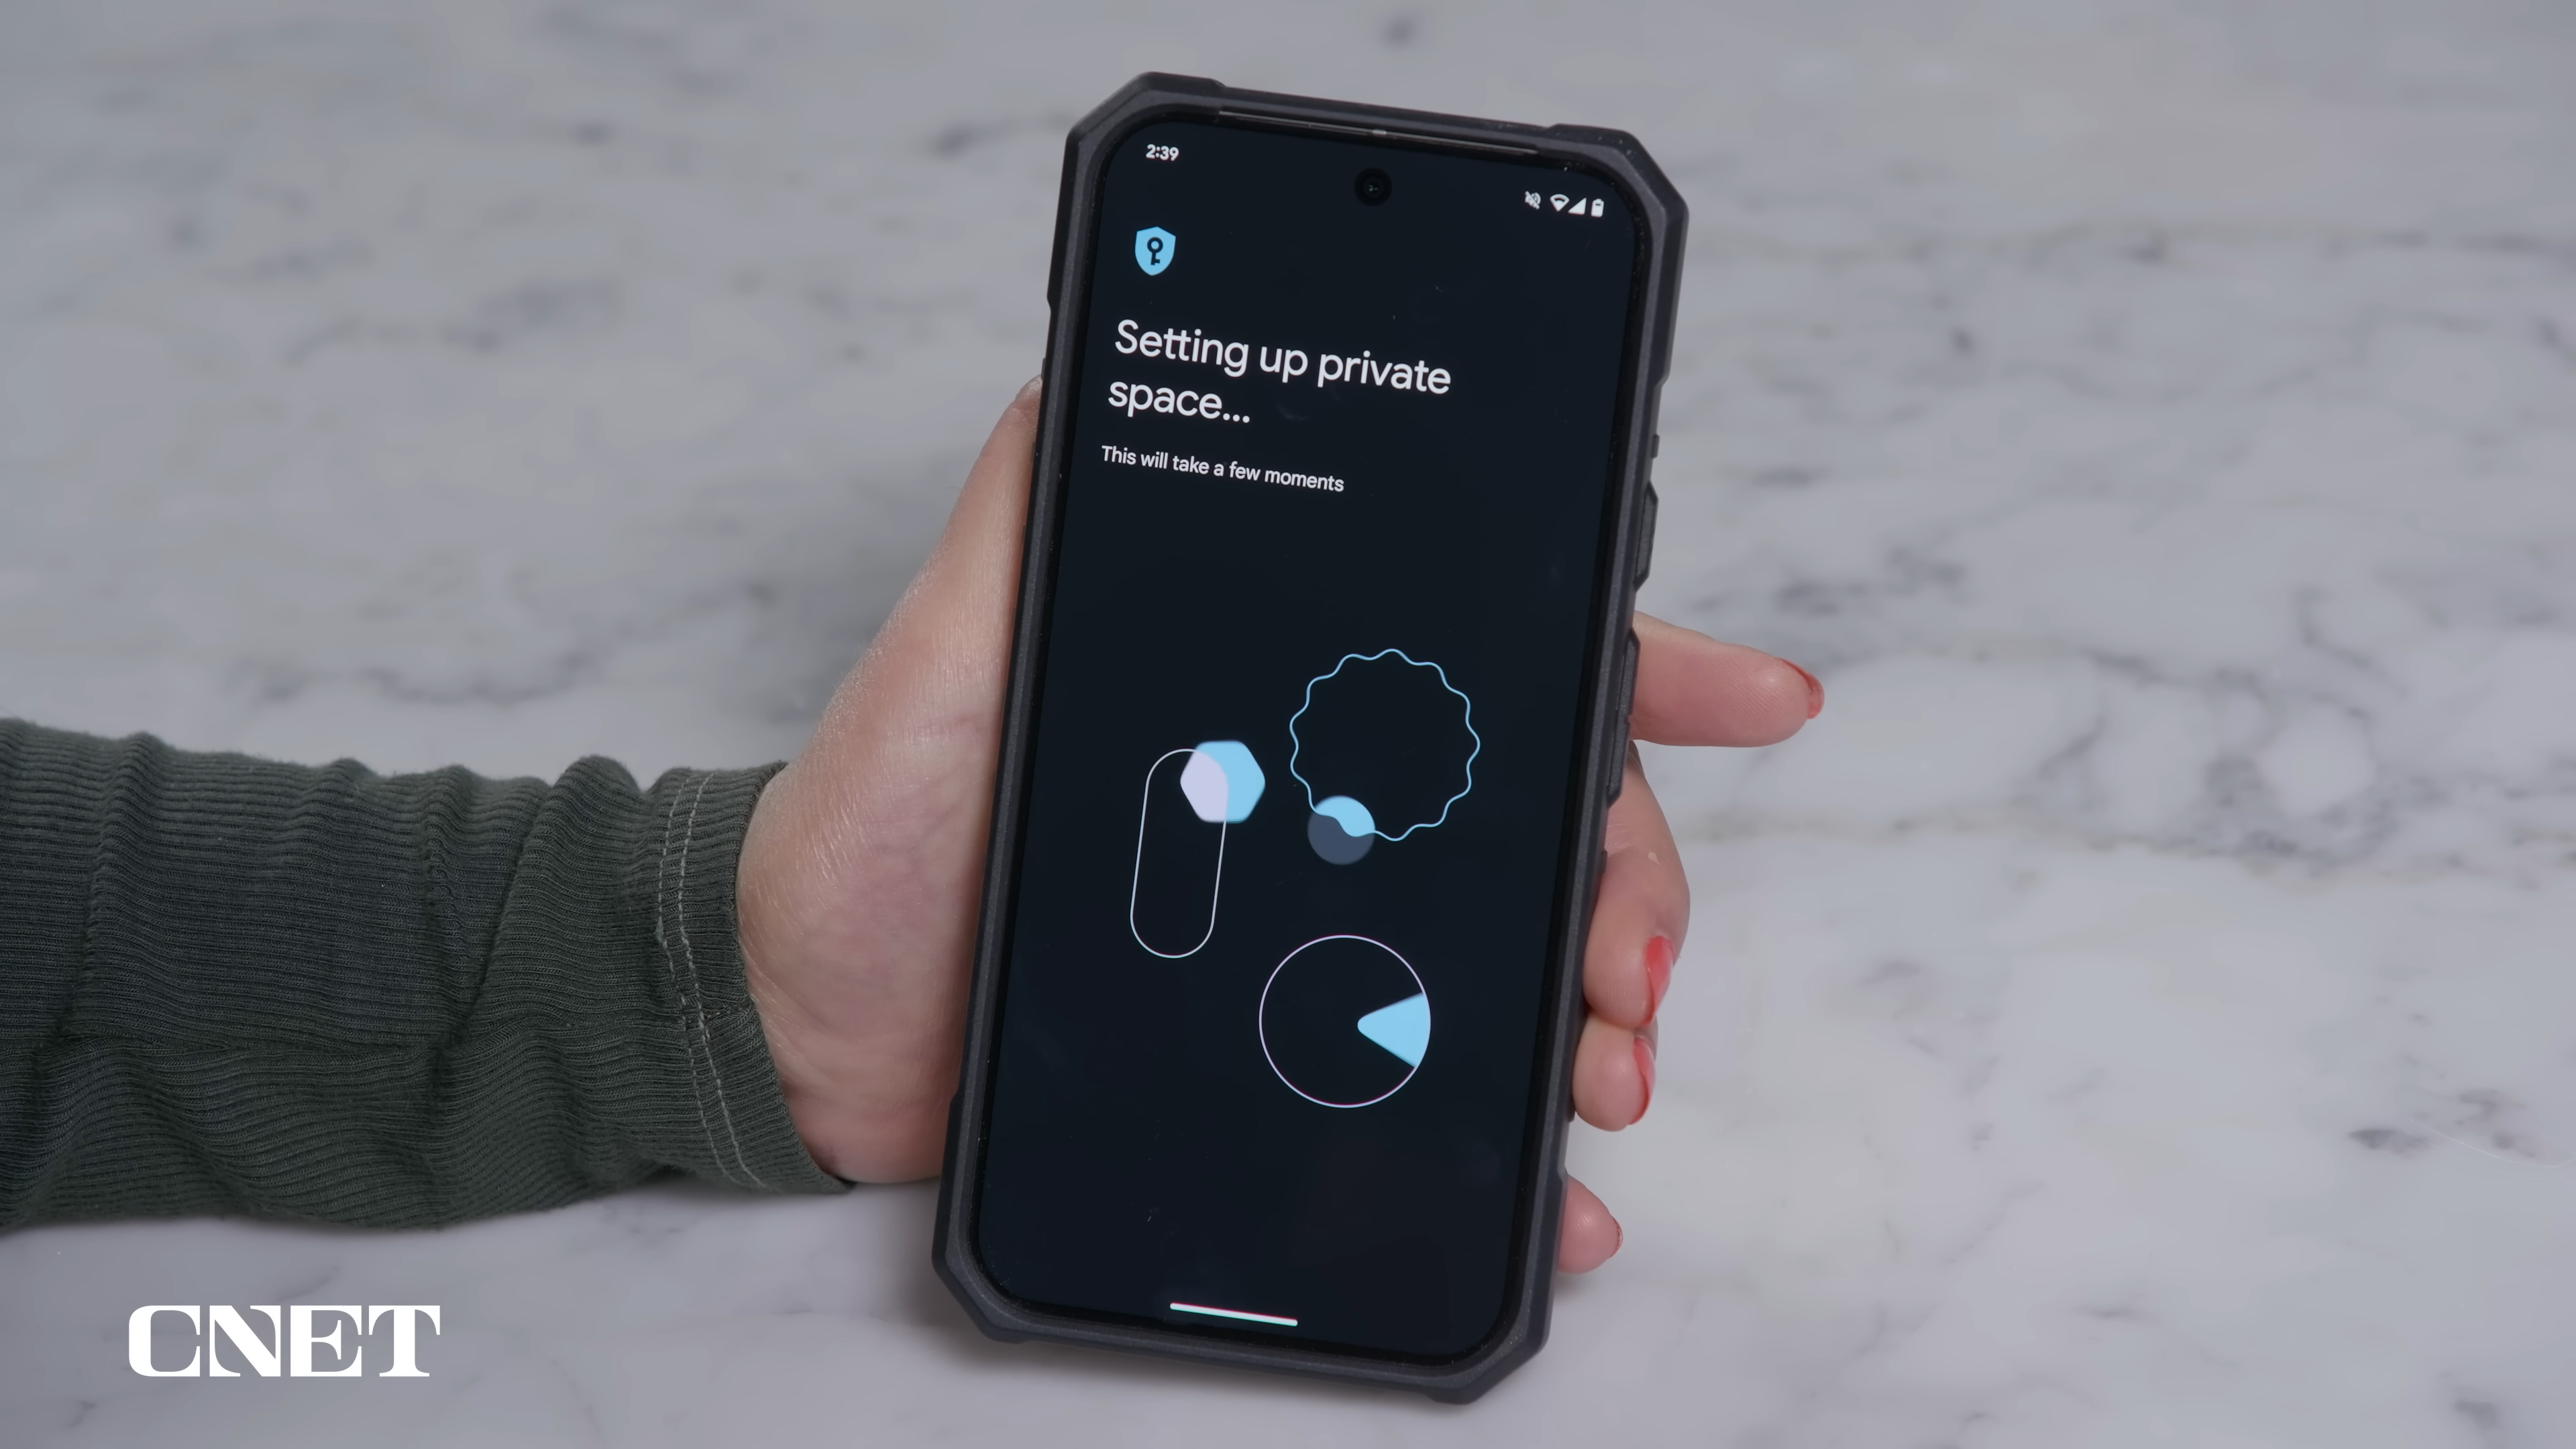 2:39
Setting up private
space...
This will take a few moments
CNET